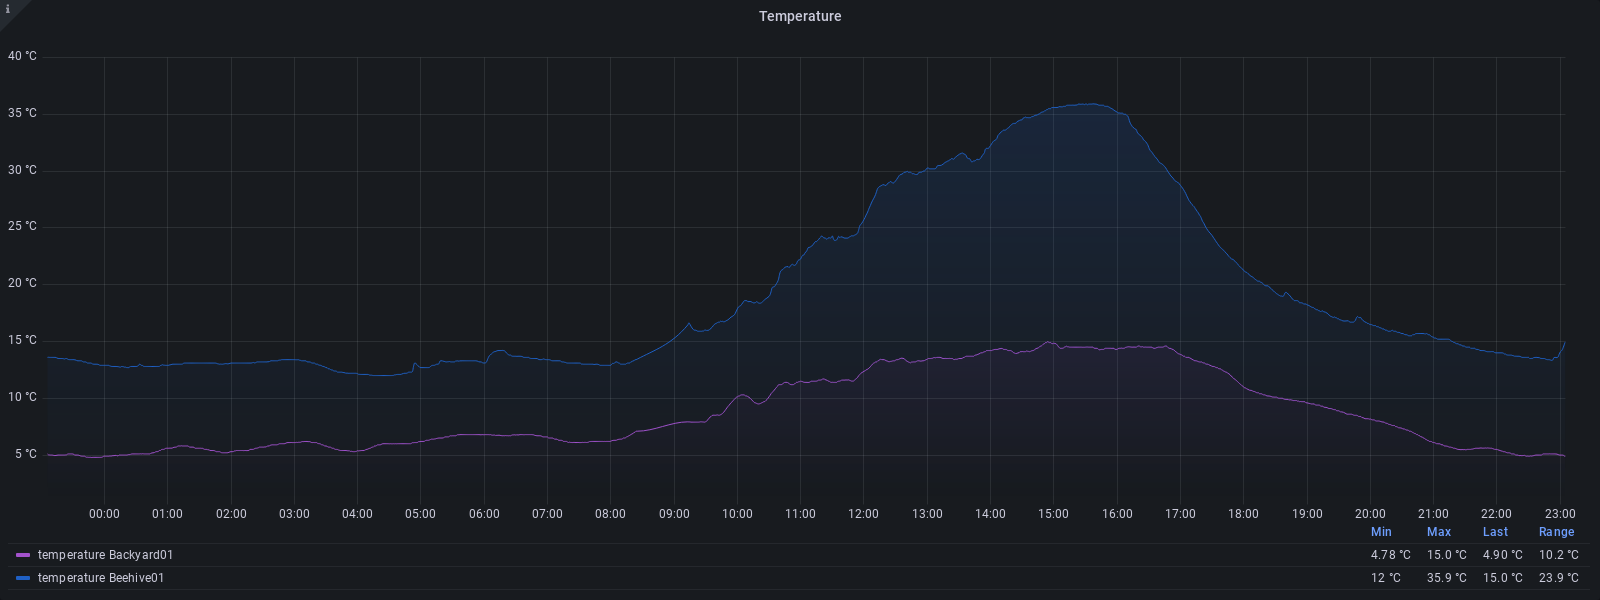 i
Temperature
40 °C
35 °C
30 °C
25 °C
20 °C
15 °C
10 °C
5 °C
00:00 01:00 02:00 03:00 04:00 05:00 06:00 07:00 08:00 09:00 10:00 11:00 12:00 13:00 14:00 15:00 16:00 17:00 18:00 19:00 20:00 21:00 22:00 23:00
Min Max Last Range
temperature Backyard01 4.78 °C 15.0 °C 4.90 °C 10.2 °C
temperature Beehive01 12 °C 35.9 °C 15.0 °C 23.9 °C